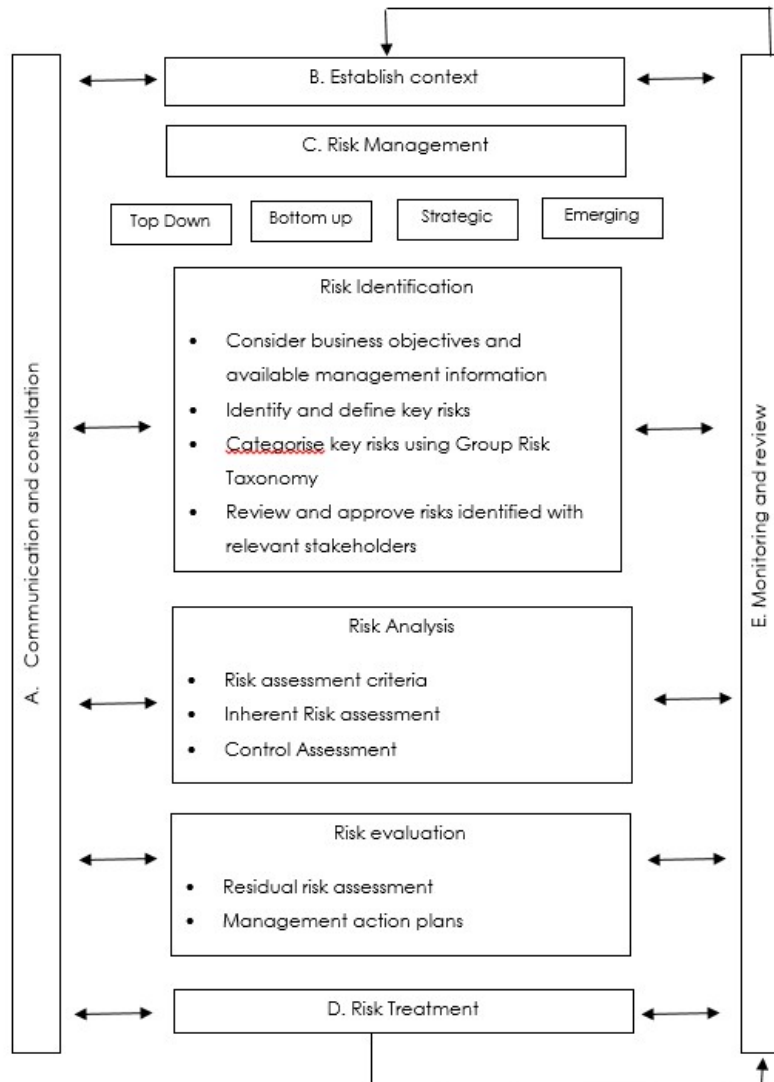 B. Establish context
C. Risk Management
Top Down
Bottom up
Strategic
Emerging
Risk Identification
• Consider business objectives and
available management information
• Identify and define key risks
• Categorise key risks using Group Risk
Taxonomy
• Review and approve risks identified with
relevant stakeholders
Risk Analysis
• Risk assessment criteria
• Inherent Risk assessment
• Control Assessment
Risk evaluation
• Residual risk assessment
• Management action plans
D. Risk Treatment
A. Communication and consultation
E. Monitoring and review